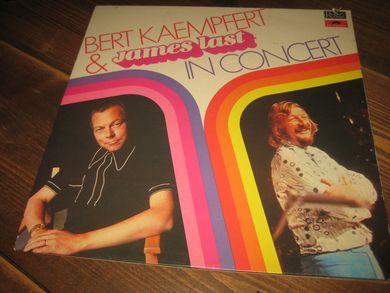 BERT KAEMPFERT
& James Last
IN CONCERT